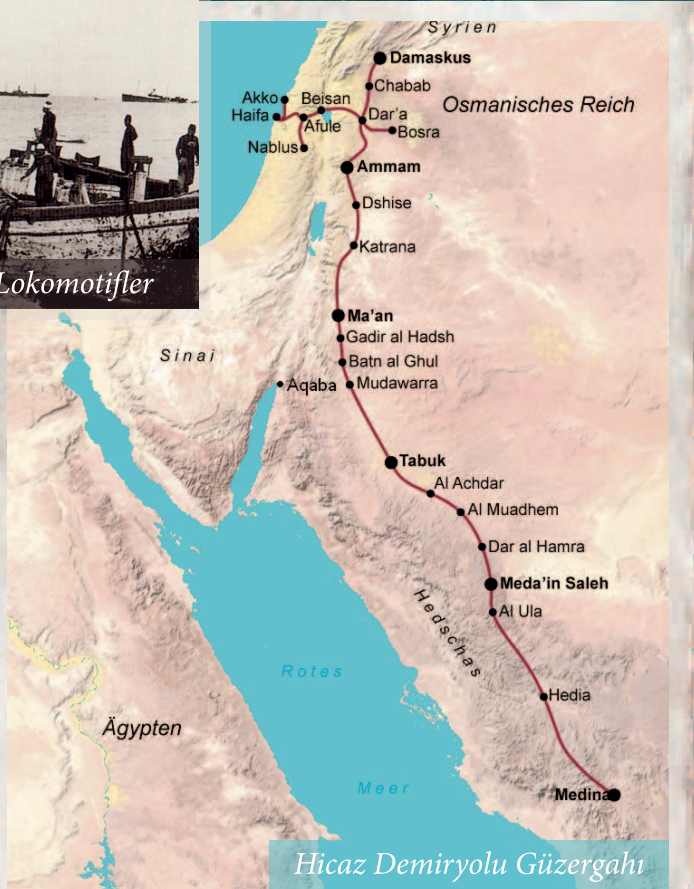 Lokomotifler
Syrien
Damaskus
Chabab
Osmanisches Reich
Akko
Beisan
Haifa
Afule
Dar'a
Bosra
Nablus
Ammam
Dshise
Katrana
Ma'an
Gadir al Hadsh
Sinai
Batn al Ghul
Aqaba
Mudawarra
Tabuk
Al Achdar
Al Muadhem
Dar al Hamra
Meda'in Saleh
Al Ula
Hedschas
Rotes
Hedia
Ägypten
Meer
Medina
Hicaz Demiryolu Güzergahı